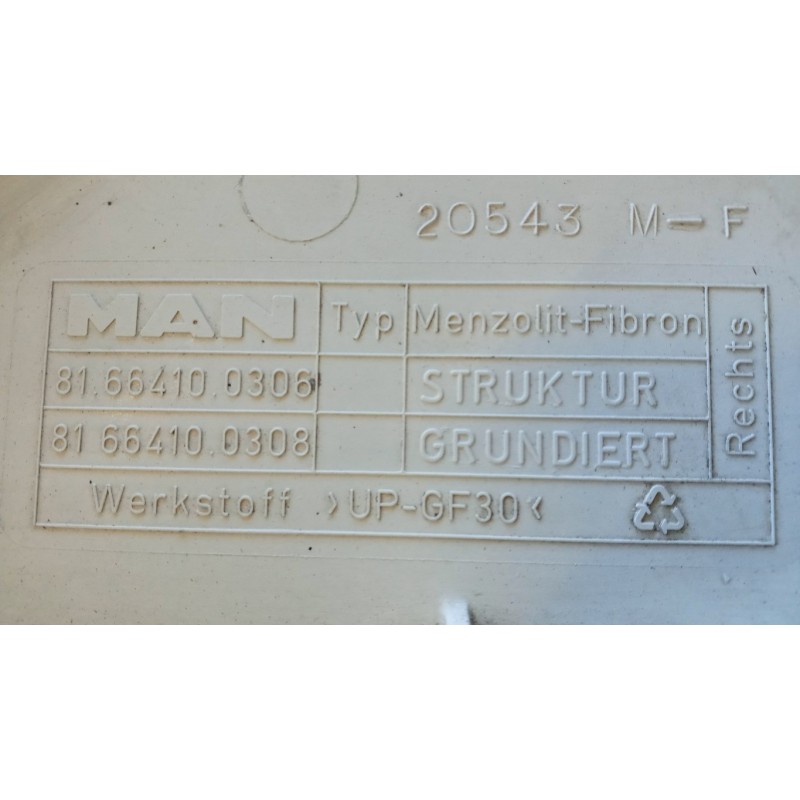 20543 M-F
MAN Typ Menzolit-Fibron
81.66410.0306 STRUKTUR
81 66410.0308 GRUNDIERT
Rechts
Werkstoff >UP-GF30<